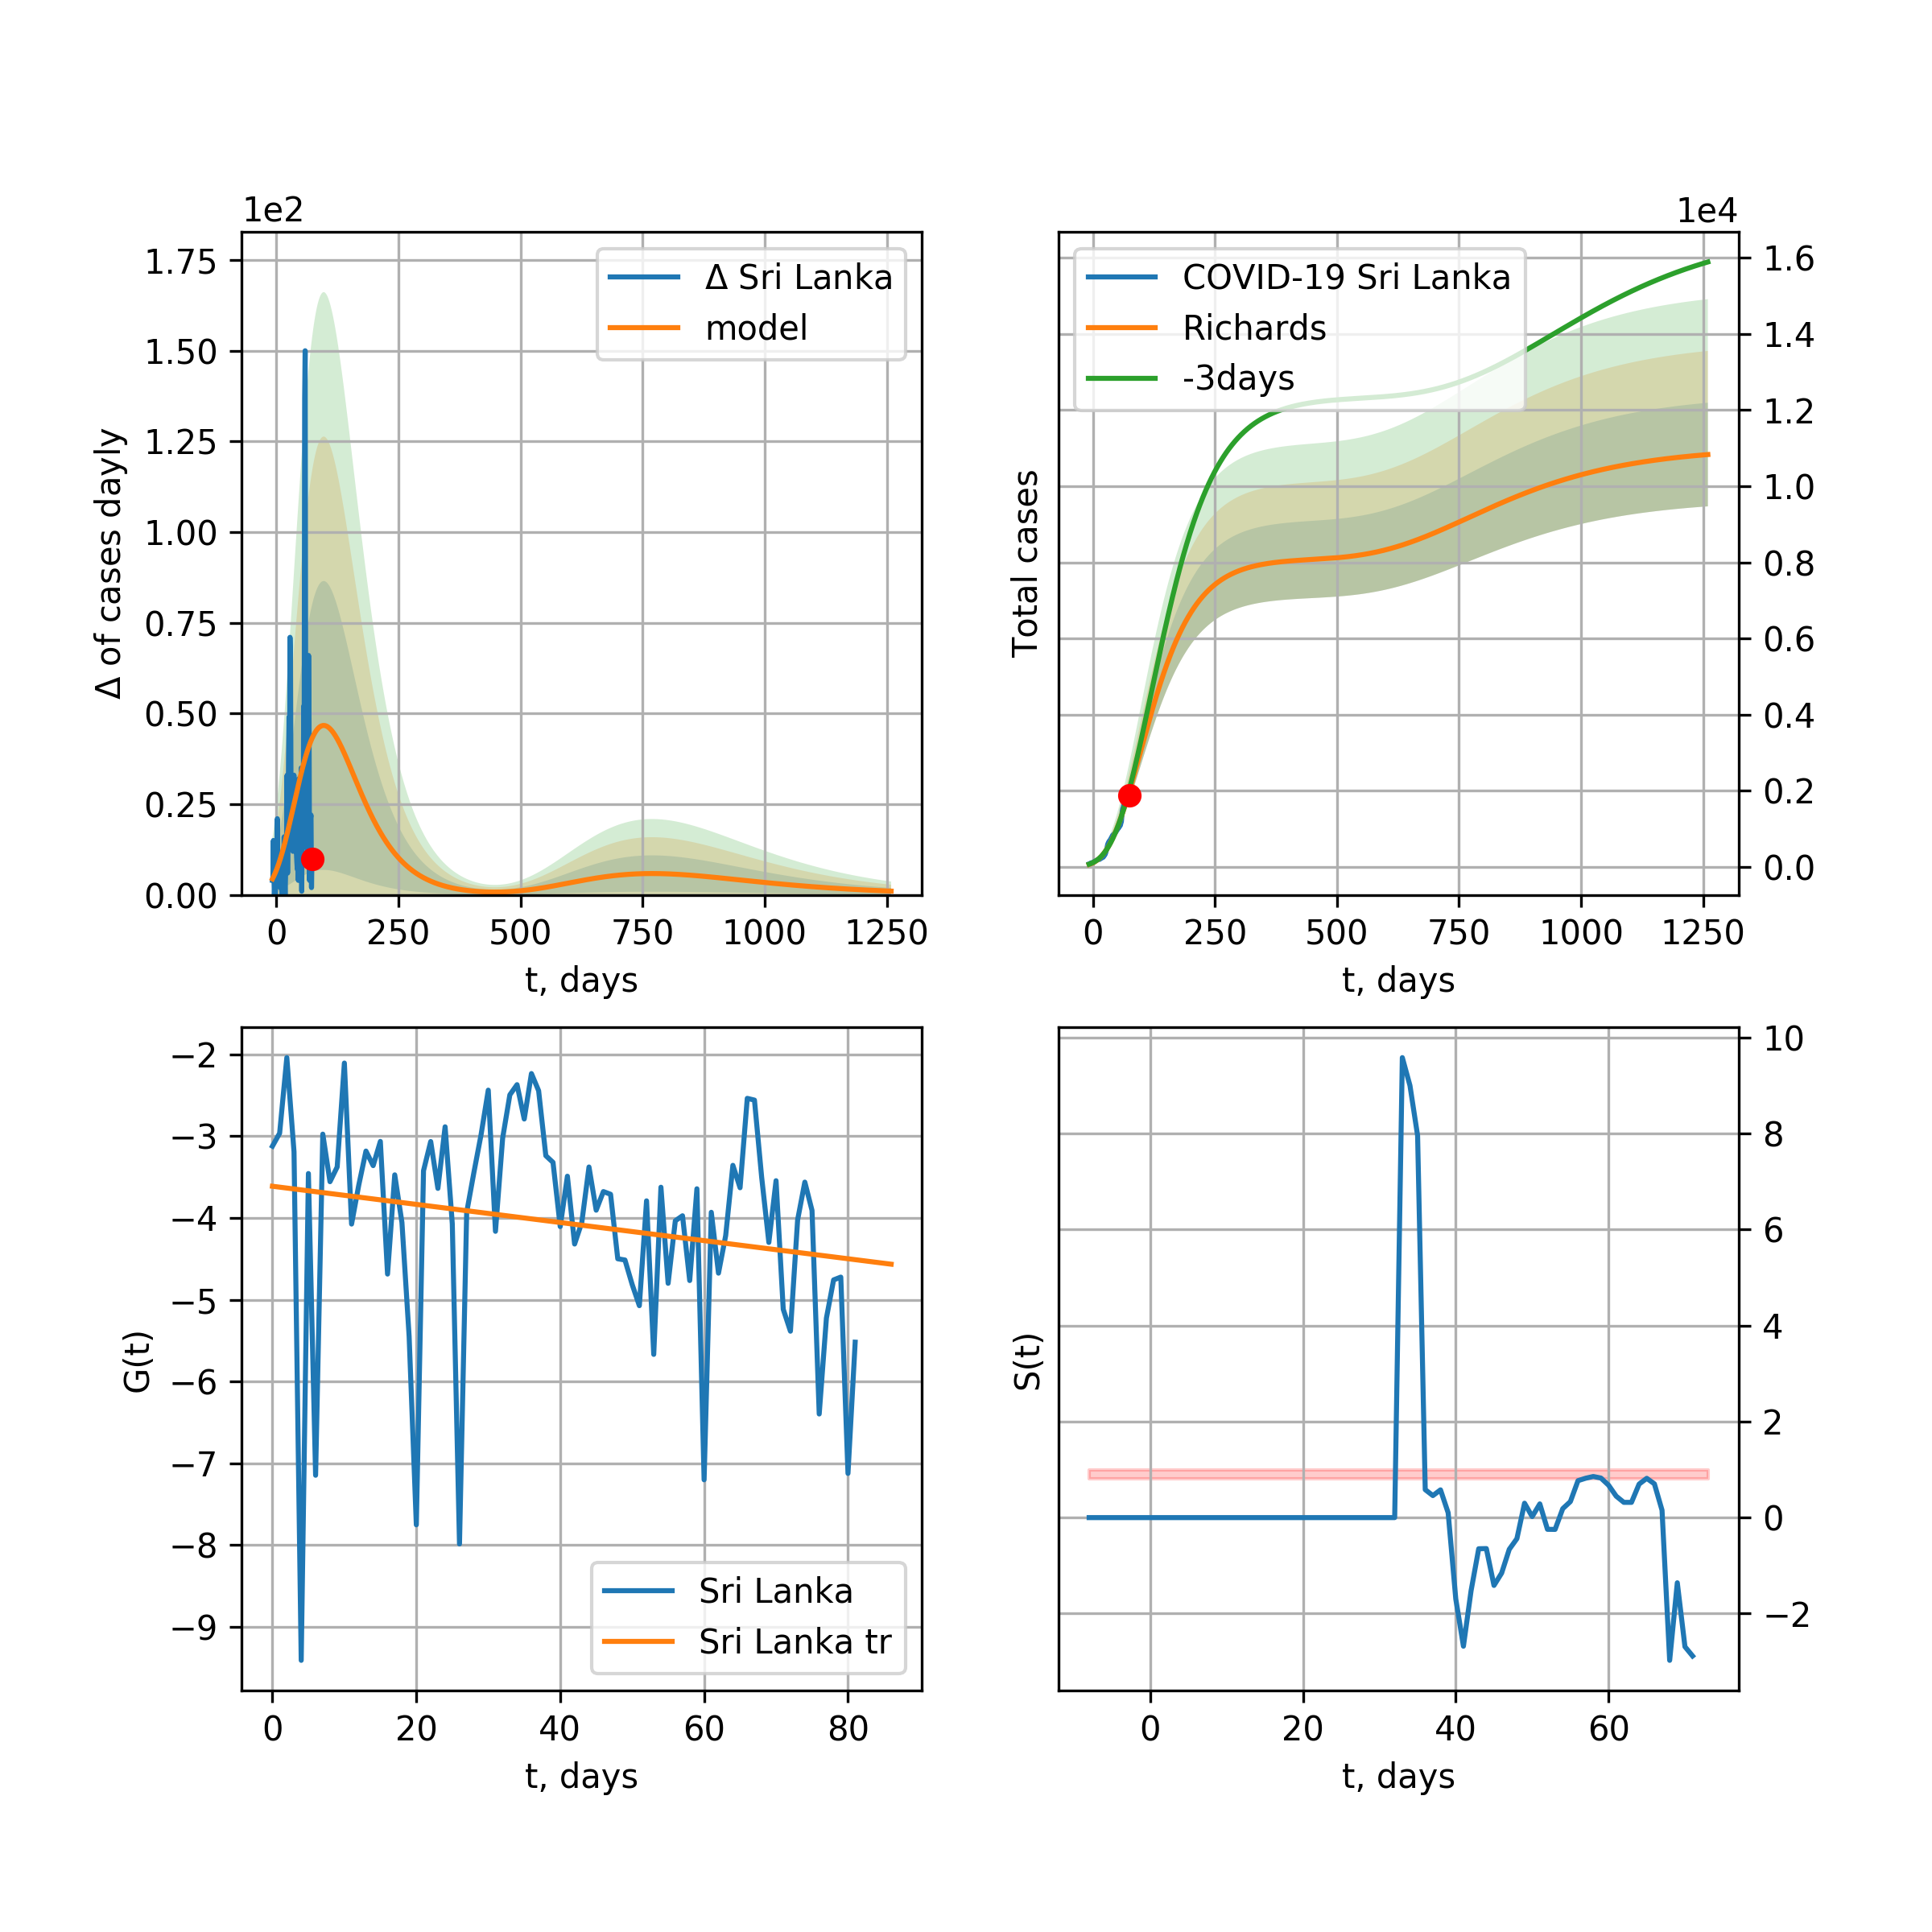 1e2
1.75
1.50
1.25
1.00
0.75
0.50
0.25
0.00
Δ of cases dayly
Δ Sri Lanka
model
0 250 500 750 1000 1250
t, days
1e4
COVID-19 Sri Lanka
Richards
-3days
Total cases
1.6
1.4
1.2
1.0
0.8
0.6
0.4
0.2
0.0
0 250 500 750 1000 1250
t, days
−2
−3
−4
−5
−6
−7
−8
−9
G(t)
Sri Lanka
Sri Lanka tr
0 20 40 60 80
t, days
S(t)
10
8
6
4
2
0
−2
0 20 40 60
t, days